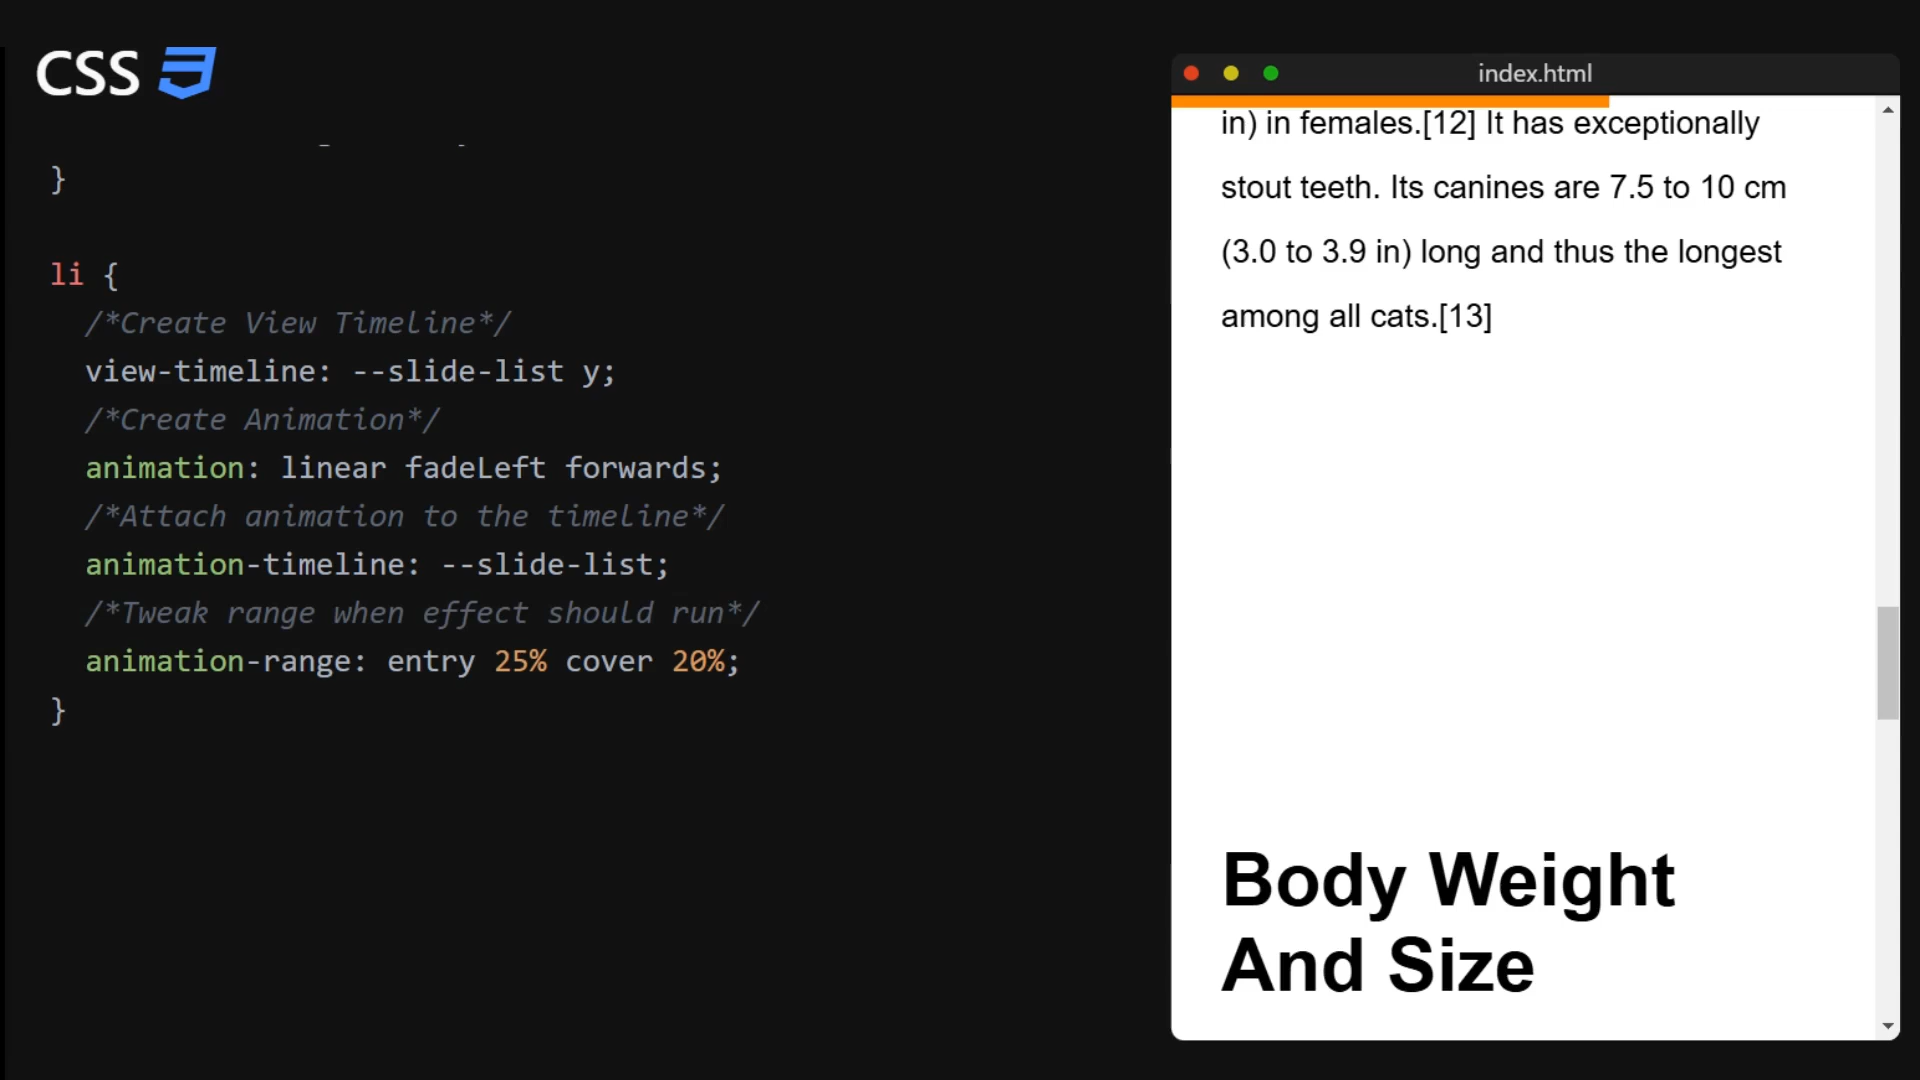 CSS
}
li {
/*Create View Timeline*/
view-timeline: --slide-list y;
/*Create Animation*/
animation: linear fadeLeft forwards;
/*Attach animation to the timeline*/
animation-timeline: --slide-list;
/*Tweak range when effect should run*/
animation-range: entry 25% cover 20%;
}
index.html
in) in females.[12] It has exceptionally
stout teeth. Its canines are 7.5 to 10 cm
(3.0 to 3.9 in) long and thus the longest
among all cats.[13]
Body Weight
And Size